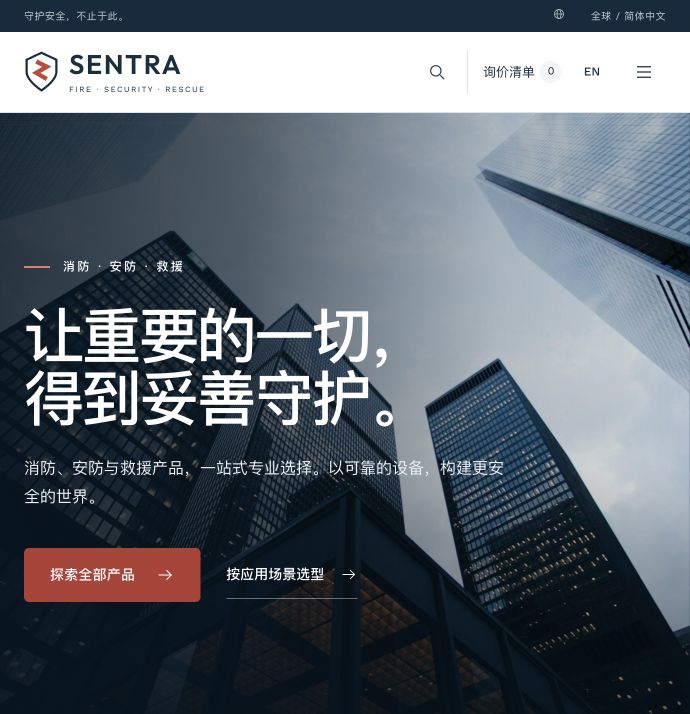 守护安全，不止于此。
全球 / 简体中文
SENTRA
FIRE · SECURITY · RESCUE
询价清单 0
EN
消防 · 安防 · 救援
让重要的一切，
得到妥善守护。
消防、安防与救援产品，一站式专业选择。以可靠的设备，构建更安
全的世界。
探索全部产品 →
按应用场景选型 →